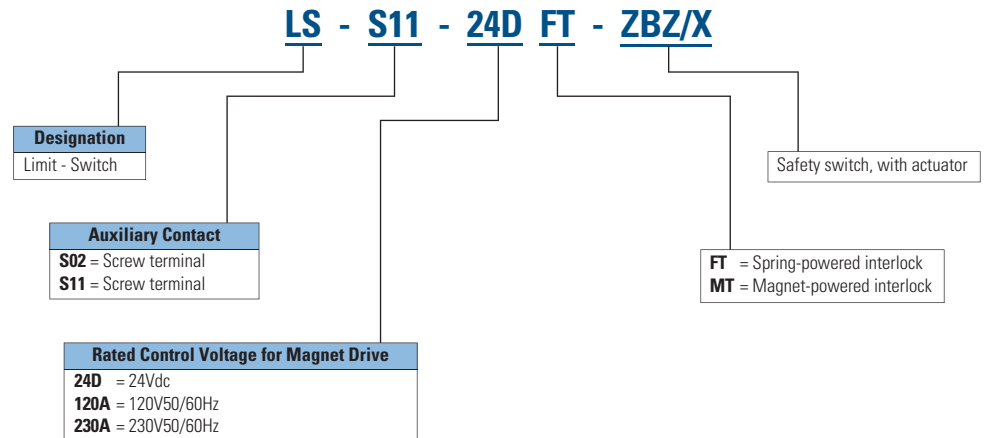 LS - S11 - 24D FT - ZBZ/X
Designation
Limit - Switch
Safety switch, with actuator
Auxiliary Contact
S02 = Screw terminal
S11 = Screw terminal
FT = Spring-powered interlock
MT = Magnet-powered interlock
Rated Control Voltage for Magnet Drive
24D = 24Vdc
120A = 120V50/60Hz
230A = 230V50/60Hz